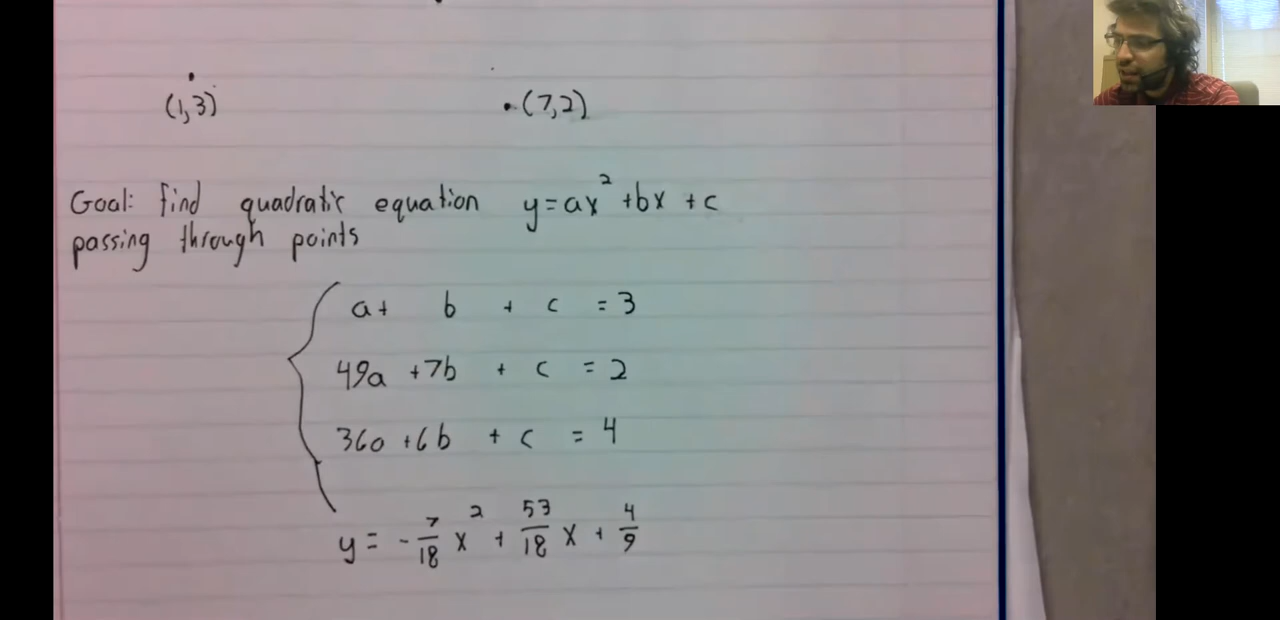 (1,3) (7,2)
Goal: find quadratic equation y=ax²+bx+c
passing through points
a+ b + c = 3
49a +7b + c = 2
36a +6b + c = 4
y = -7/18 x² + 53/18 x + 4/9